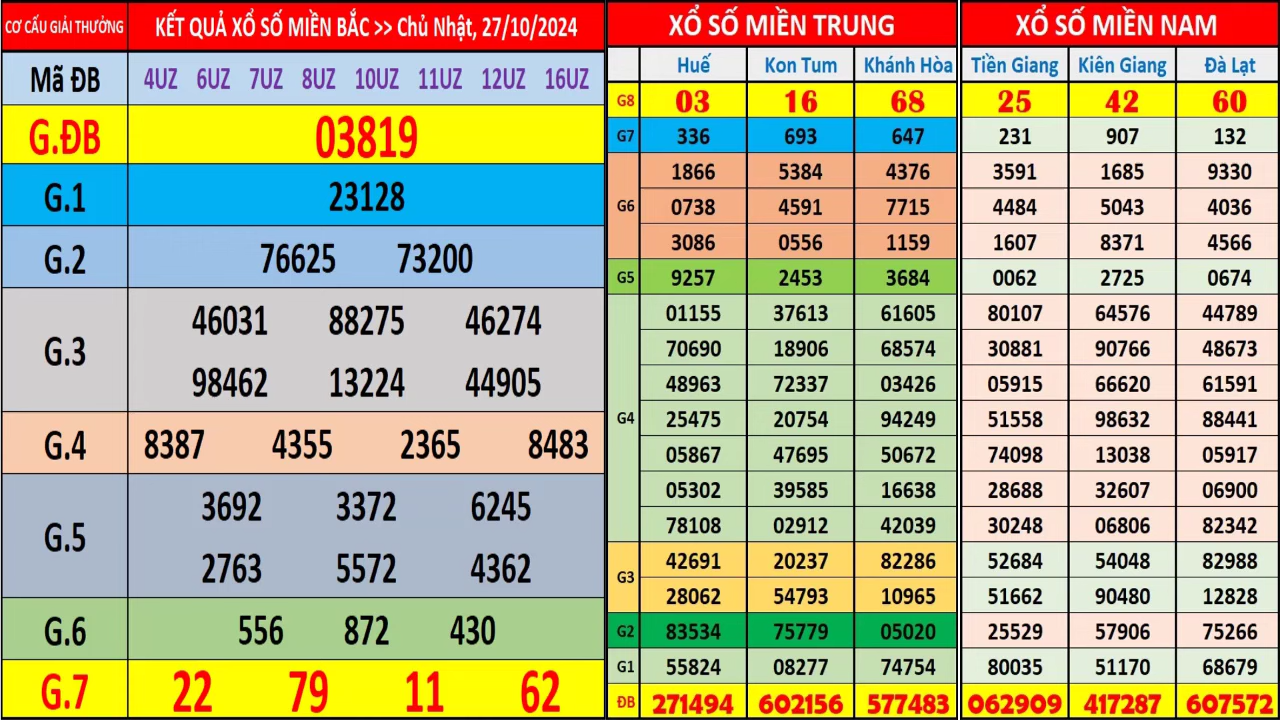 CƠ CẤU GIẢI THƯỞNG KẾT QUẢ XỔ SỐ MIỀN BẮC >> Chủ Nhật, 27/10/2024
Mã ĐB 4UZ 6UZ 7UZ 8UZ 10UZ 11UZ 12UZ 16UZ
G.ĐB 03819
G.1 23128
G.2 76625 73200
G.3 46031 88275 46274
98462 13224 44905
G.4 8387 4355 2365 8483
G.5 3692 3372 6245
2763 5572 4362
G.6 556 872 430
G.7 22 79 11 62
XỔ SỐ MIỀN TRUNG
Huế Kon Tum Khánh Hòa
G8 03 16 68
G7 336 693 647
G6 1866 5384 4376
0738 4591 7715
3086 0556 1159
G5 9257 2453 3684
G4 01155 37613 61605
70690 18906 68574
48963 72337 03426
25475 20754 94249
05867 47695 50672
05302 39585 16638
78108 02912 42039
G3 42691 20237 82286
28062 54793 10965
G2 83534 75779 05020
G1 55824 08277 74754
ĐB 271494 602156 577483
XỔ SỐ MIỀN NAM
Tiền Giang Kiên Giang Đà Lạt
25 42 60
231 907 132
3591 1685 9330
4484 5043 4036
1607 8371 4566
0062 2725 0674
80107 64576 44789
30881 90766 48673
05915 66620 61591
51558 98632 88441
74098 13038 05917
28688 32607 06900
30248 06806 82342
52684 54048 82988
51662 90480 12828
25529 57906 75266
80035 51170 68679
062909 417287 607572